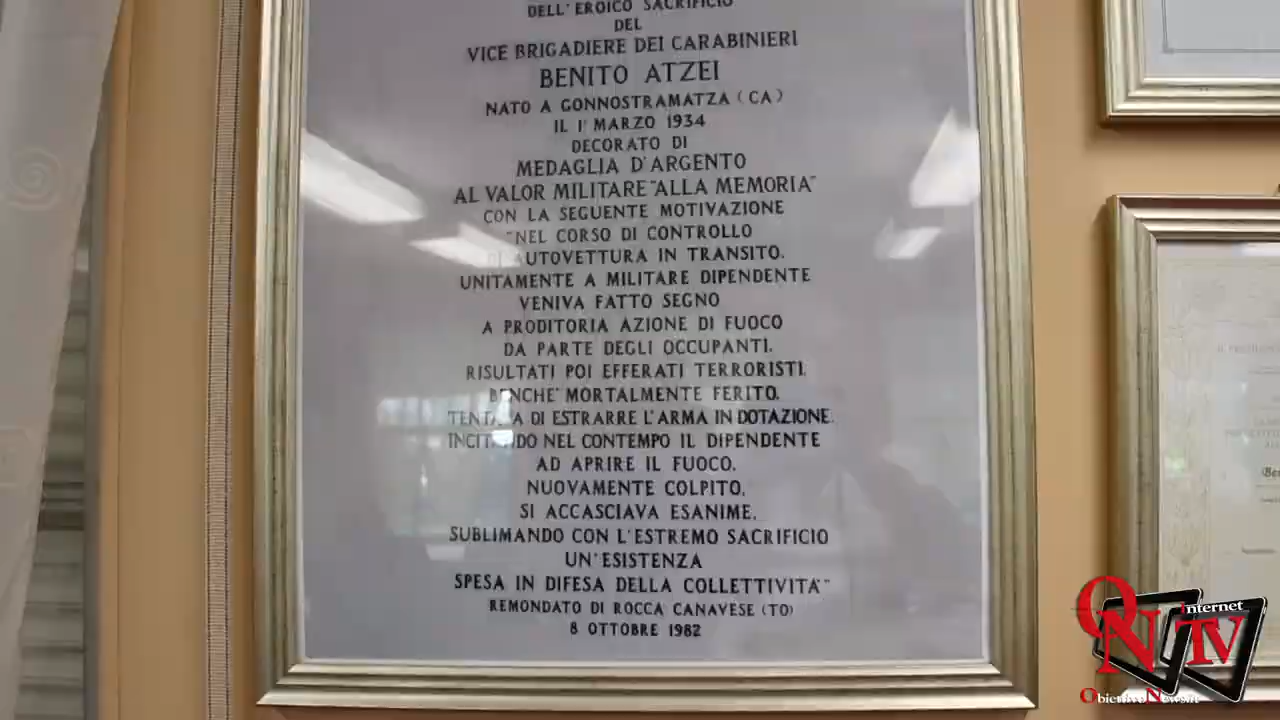 DELL'EROICO SACRIFICIO
DEL
VICE BRIGADIERE DEI CARABINIERI
BENITO ATZEI
NATO A GONNOSTRAMATZA (CA)
IL 1° MARZO 1934
DECORATO DI
MEDAGLIA D'ARGENTO
AL VALOR MILITARE "ALLA MEMORIA"
CON LA SEGUENTE MOTIVAZIONE
"NEL CORSO DI CONTROLLO
AUTOVETTURA IN TRANSITO.
UNITAMENTE A MILITARE DIPENDENTE
VENIVA FATTO SEGNO
A PRODITORIA AZIONE DI FUOCO
DA PARTE DEGLI OCCUPANTI.
RISULTATI POI EFFERATI TERRORISTI.
BENCHE' MORTALMENTE FERITO.
DI ESTRARRE L'ARMA IN DOTAZIONE.
INCITANDO NEL CONTEMPO IL DIPENDENTE
AD APRIRE IL FUOCO.
NUOVAMENTE COLPITO.
SI ACCASCIAVA ESANIME.
SUBLIMANDO CON L'ESTREMO SACRIFICIO
UN'ESISTENZA
SPESA IN DIFESA DELLA COLLETTIVITA'"
REMONDATO DI ROCCA CANAVESE (TO)
8 OTTOBRE 1982
ON internet
TV
ObiettivoNews.it